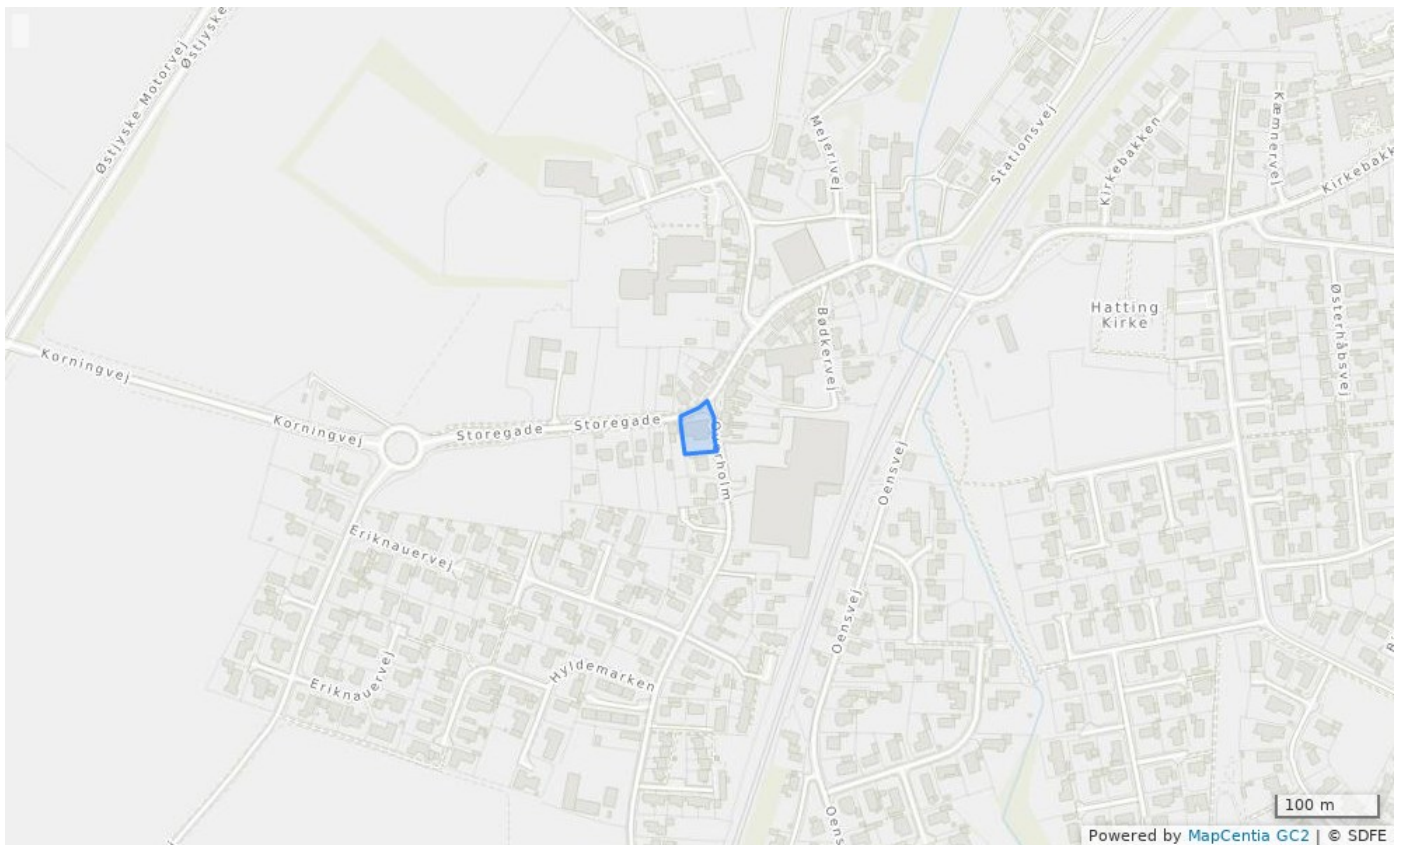 Østjyske
Østjyske Motorvej
Mejerivej
Stationsvej
Kirkebakken
Kæmnervej
Kirkebakk
Hatting
Kirke
Østerhåbsvej
Bødkervej
Korningvej
Korningvej
Storegade
Storegade
Oensvej
Eriknauervej
Oensvej
Eriknauervej
Hyldemarken
Oens
100 m
Powered by MapCentia GC2 | © SDFE